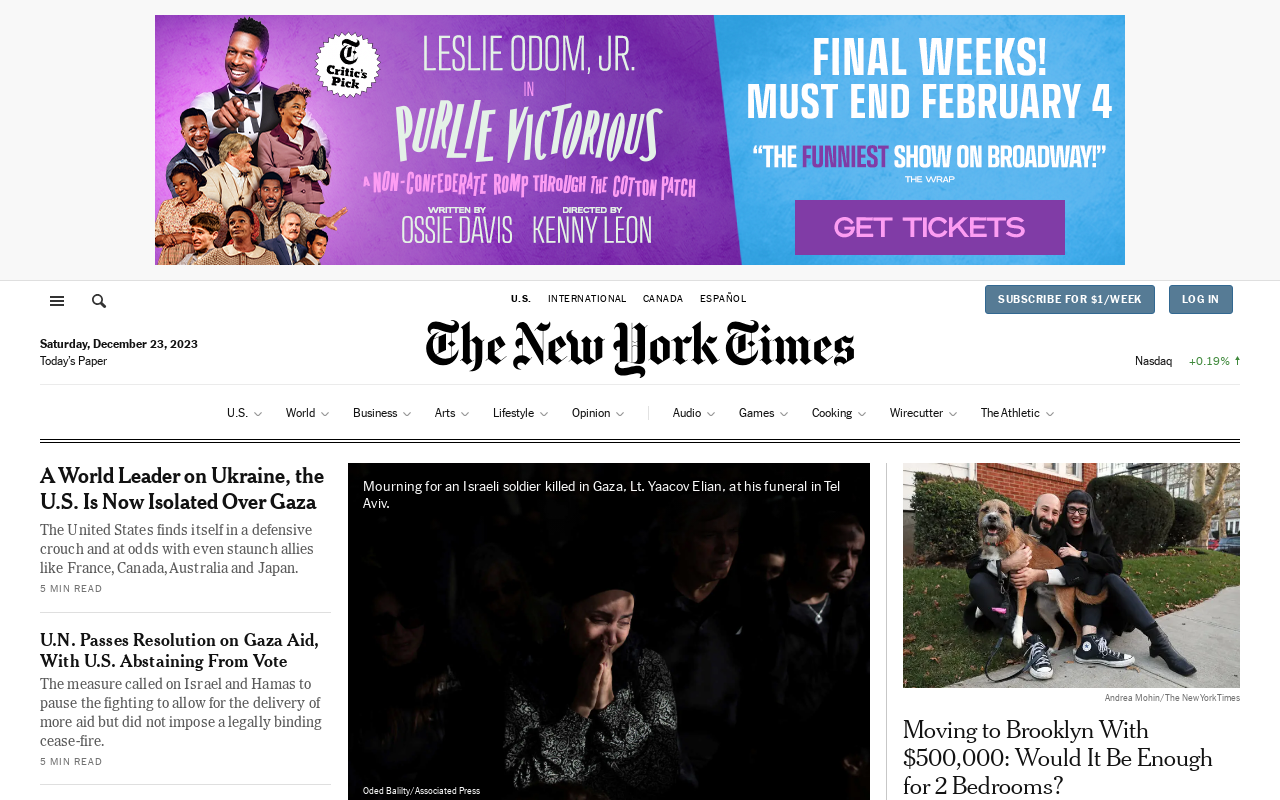 T
Critic's
Pick
LESLIE ODOM, JR.
IN
PURLIE VICTORIOUS
A NON-CONFEDERATE ROMP THROUGH THE COTTON PATCH
WRITTEN BY
OSSIE DAVIS
DIRECTED BY
KENNY LEON
FINAL WEEKS!
MUST END FEBRUARY 4
“THE FUNNIEST SHOW ON BROADWAY!”
THE WRAP
GET TICKETS
U.S. INTERNATIONAL CANADA ESPAÑOL
SUBSCRIBE FOR $1/WEEK
LOG IN
Saturday, December 23, 2023
Today’s Paper
The New York Times
Nasdaq +0.19%
U.S. World Business Arts Lifestyle Opinion Audio Games Cooking Wirecutter The Athletic
A World Leader on Ukraine, the
U.S. Is Now Isolated Over Gaza
The United States finds itself in a defensive
crouch and at odds with even staunch allies
like France, Canada, Australia and Japan.
5 MIN READ
U.N. Passes Resolution on Gaza Aid,
With U.S. Abstaining From Vote
The measure called on Israel and Hamas to
pause the fighting to allow for the delivery of
more aid but did not impose a legally binding
cease-fire.
5 MIN READ
Mourning for an Israeli soldier killed in Gaza, Lt. Yaacov Elian, at his funeral in Tel
Aviv.
Oded Balilty/Associated Press
Andrea Mohin/The New York Times
Moving to Brooklyn With
$500,000: Would It Be Enough
for 2 Bedrooms?